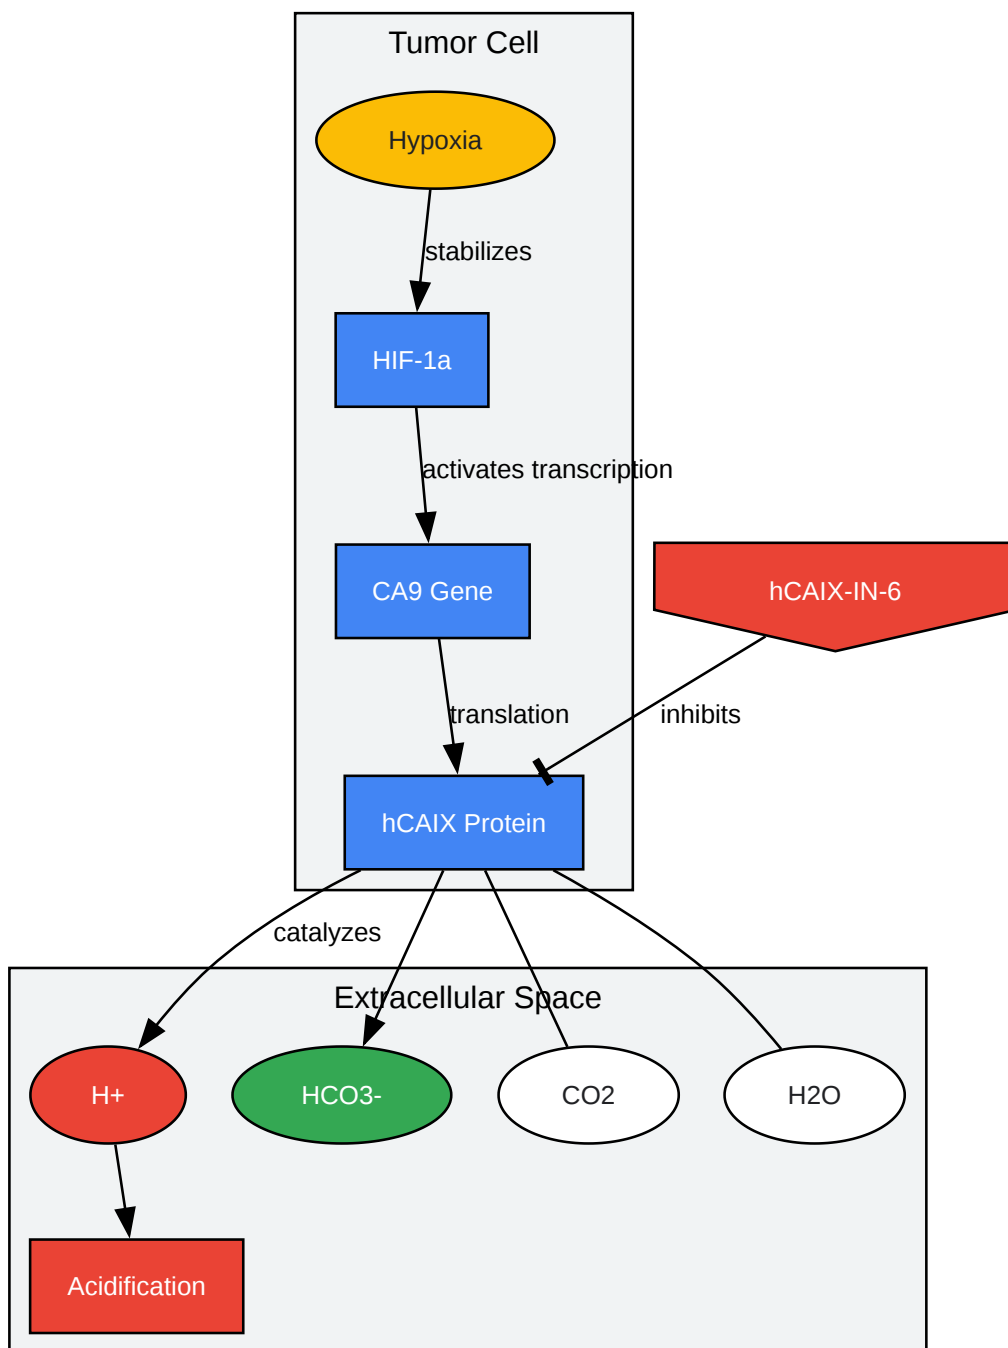 Tumor Cell
Hypoxia
stabilizes
HIF-1a
activates transcription
CA9 Gene
hCAIX-IN-6
translation
inhibits
hCAIX Protein
catalyzes
Extracellular Space
H+
HCO3-
CO2
H2O
Acidification